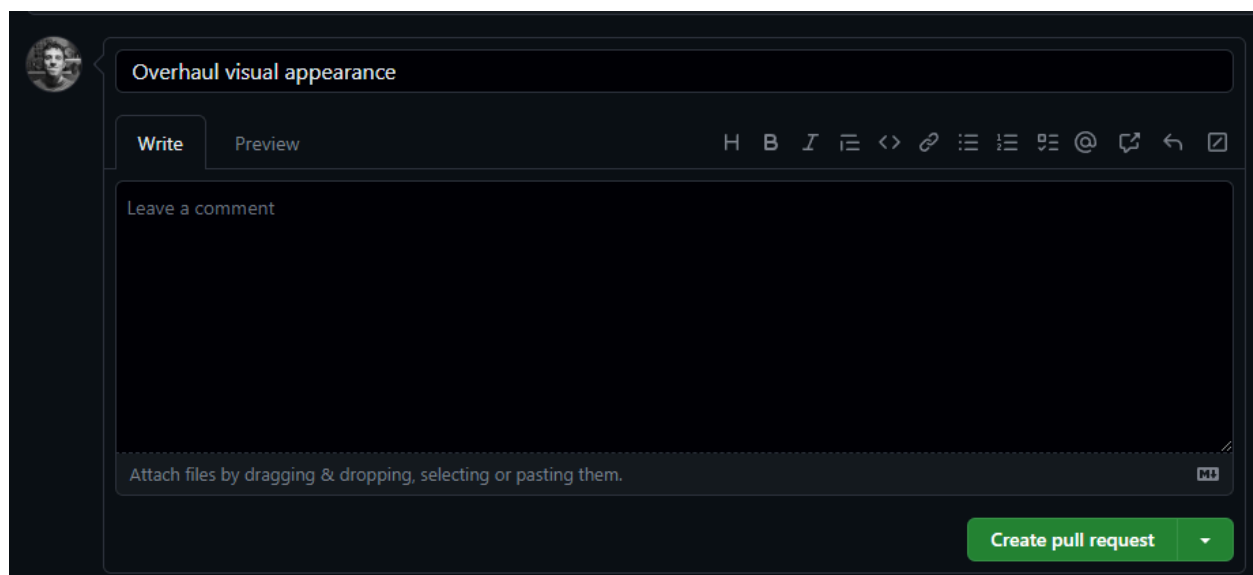 Overhaul visual appearance
Write Preview H B I @
Leave a comment
Attach files by dragging & dropping, selecting or pasting them. M↓
Create pull request